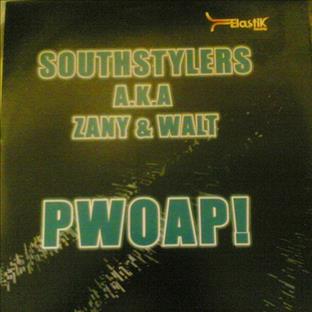 Elastik
SOUTHSTYLERS
A.K.A
ZANY & WALT
PWOAP!